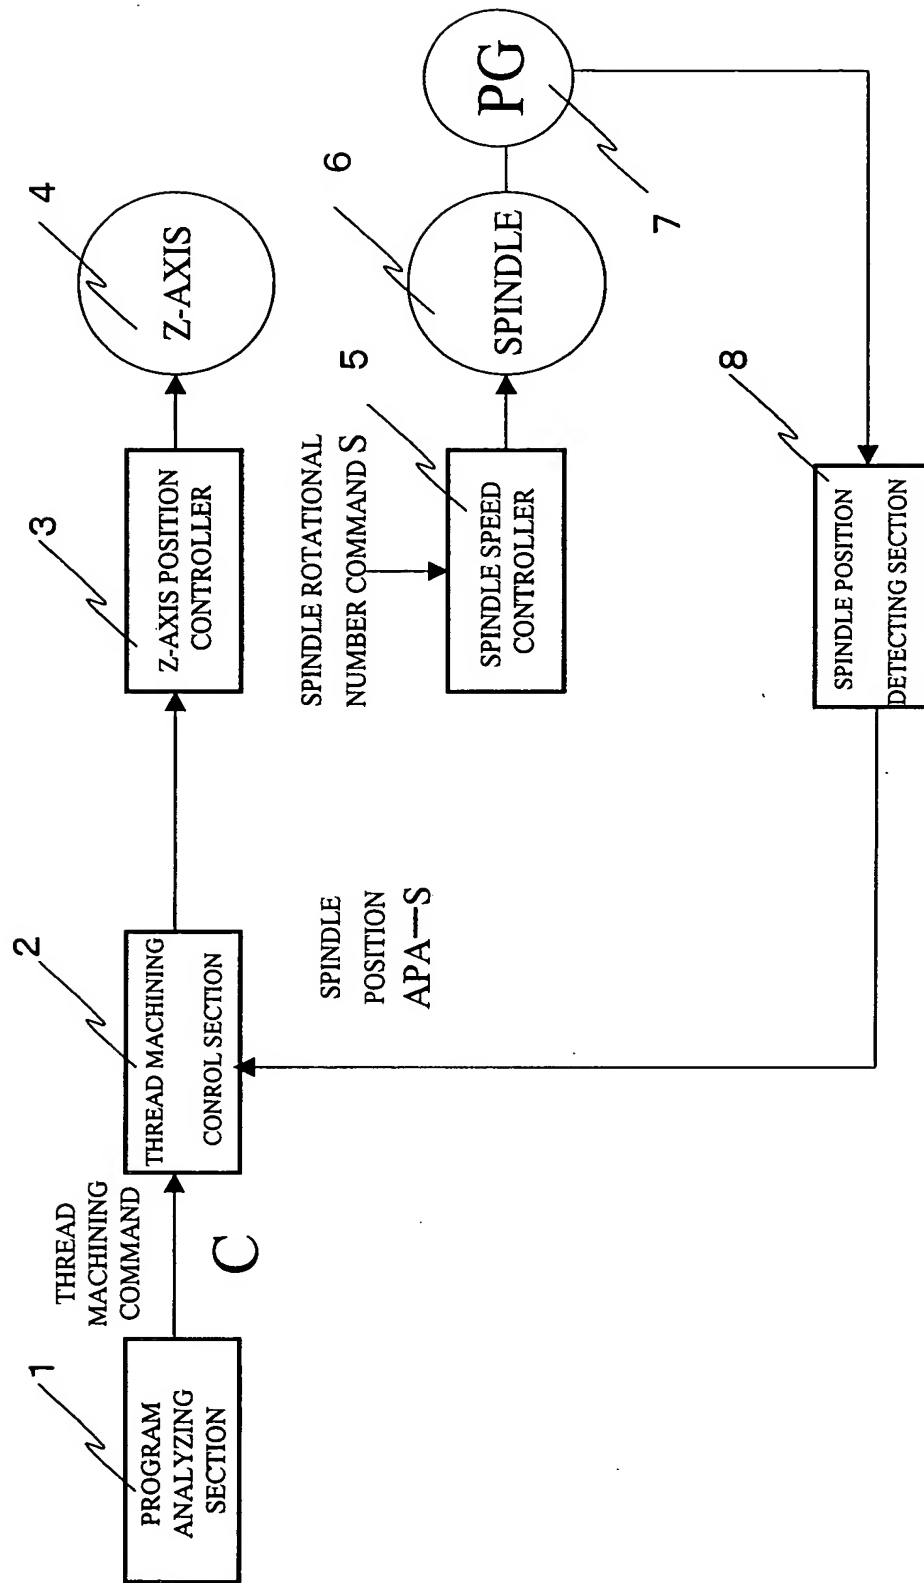 1
PROGRAM
ANALYZING
SECTION
THREAD
MACHINING
COMMAND
C
2
THREAD MACHINING
CONROL SECTION
3
Z-AXIS POSITION
CONTROLLER
4
Z-AXIS
SPINDLE
POSITION
APA—S
SPINDLE ROTATIONAL
NUMBER COMMAND S
5
SPINDLE SPEED
CONTROLLER
6
SPINDLE
PG
7
8
SPINDLE POSITION
DETECTING SECTION